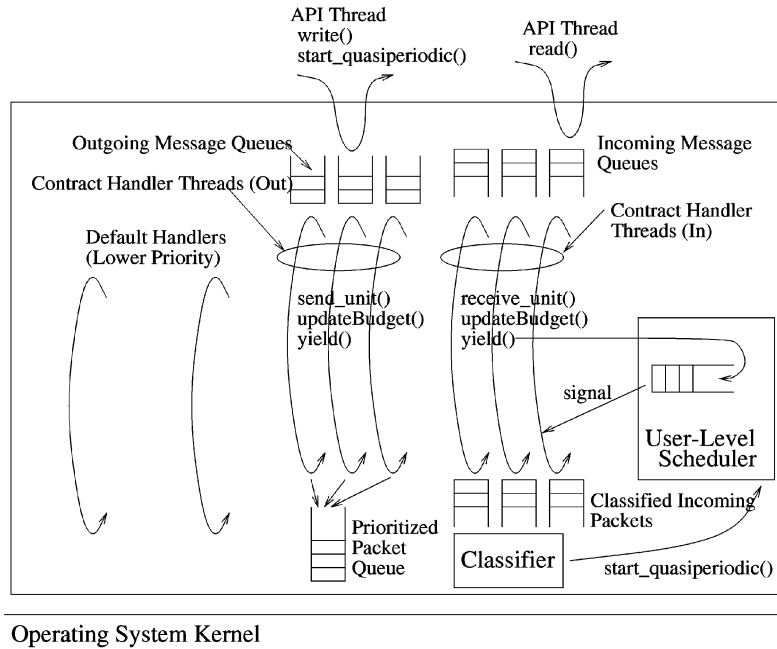 API Thread
write()
start_quasiperiodic()
API Thread
read()
Outgoing Message Queues
Incoming Message
Queues
Contract Handler Threads (Out)
Contract Handler
Threads (In)
Default Handlers
(Lower Priority)
send_unit()
updateBudget()
yield()
receive_unit()
updateBudget()
yield()
signal
User-Level
Scheduler
Prioritized
Packet
Queue
Classified Incoming
Packets
Classifier
start_quasiperiodic()
Operating System Kernel